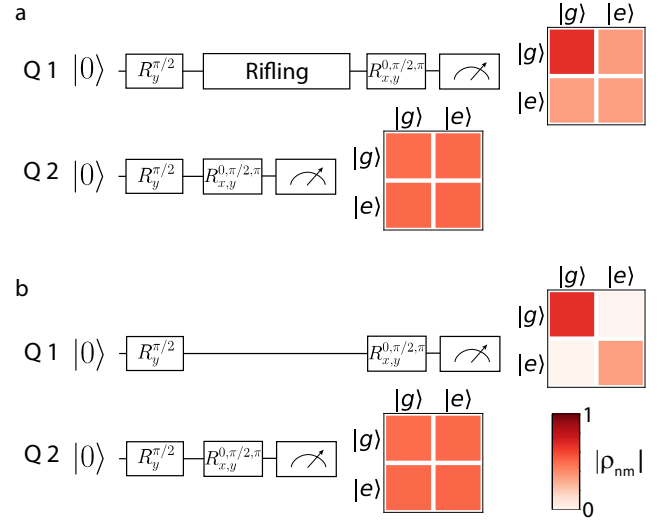 a
|g⟩ |e⟩
Q 1 |0⟩ R_y^{π/2} Rifling R_{x,y}^{0,π/2,π} |g⟩
|e⟩
|g⟩ |e⟩
Q 2 |0⟩ R_y^{π/2} R_{x,y}^{0,π/2,π} |g⟩
|e⟩
b
|g⟩ |e⟩
Q 1 |0⟩ R_y^{π/2} R_{x,y}^{0,π/2,π} |g⟩
|e⟩
|g⟩ |e⟩
Q 2 |0⟩ R_y^{π/2} R_{x,y}^{0,π/2,π} |g⟩
|e⟩
1
|ρ_{nm}|
0